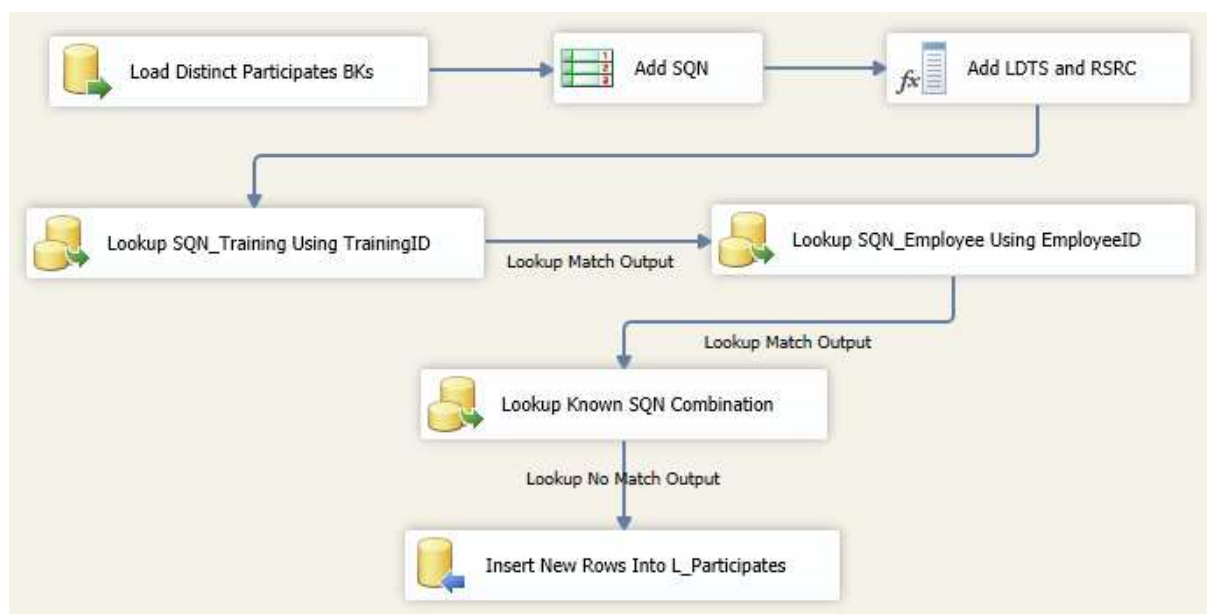 Load Distinct Participates BKs
Add SQN
Add LDTS and RSRC
Lookup SQN_Training Using TrainingID
Lookup Match Output
Lookup SQN_Employee Using EmployeeID
Lookup Match Output
Lookup Known SQN Combination
Lookup No Match Output
Insert New Rows Into L_Participates